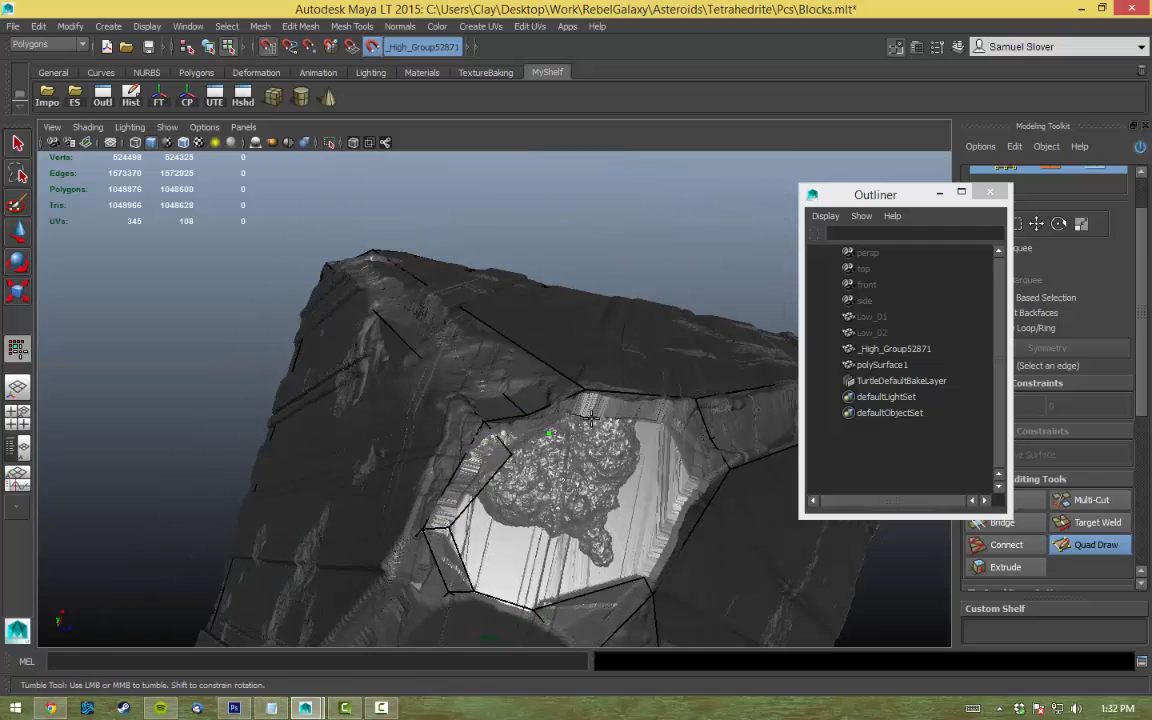 Autodesk Maya LT 2015: C:\Users\Clay\Desktop\Work\RebelGalaxy\Asteroids\Tetrahedrite\Pcs\Blocks.mlt*
File Edit Modify Create Display Window Select Mesh Edit Mesh Mesh Tools Normals Color Create UVs Edit UVs Apps Help
Polygons _High_Group52871 Samuel Slover
General Curves NURBS Polygons Deformation Animation Lighting Materials TextureBaking MyShelf
Impo ES Outl Hist FT CP UTE Hshd
View Shading Lighting Show Options Panels
Modeling Toolkit
Edit Object Help
Verts: 524498 524325 0
Edges: 1573370 1572925 0
Polygons: 1048876 1048600 0
Tris: 1048966 1048628 0
UVs: 345 108 0
Outliner
Display Show Help
persp
top
front
side
Low_01
Low_02
_High_Group52871
polySurface1
TurtleDefaultBakeLayer
defaultLightSet
defaultObjectSet
Based Selection
Backfaces
Loop/Ring
Symmetry
(Select an edge)
Constraints
0
Editing Tools
Multi-Cut
Bridge Target Weld
Connect Quad Draw
Extrude
Custom Shelf
MEL
Tumble Tool: Use LMB or MMB to tumble. Shift to constrain rotation.
1:32 PM